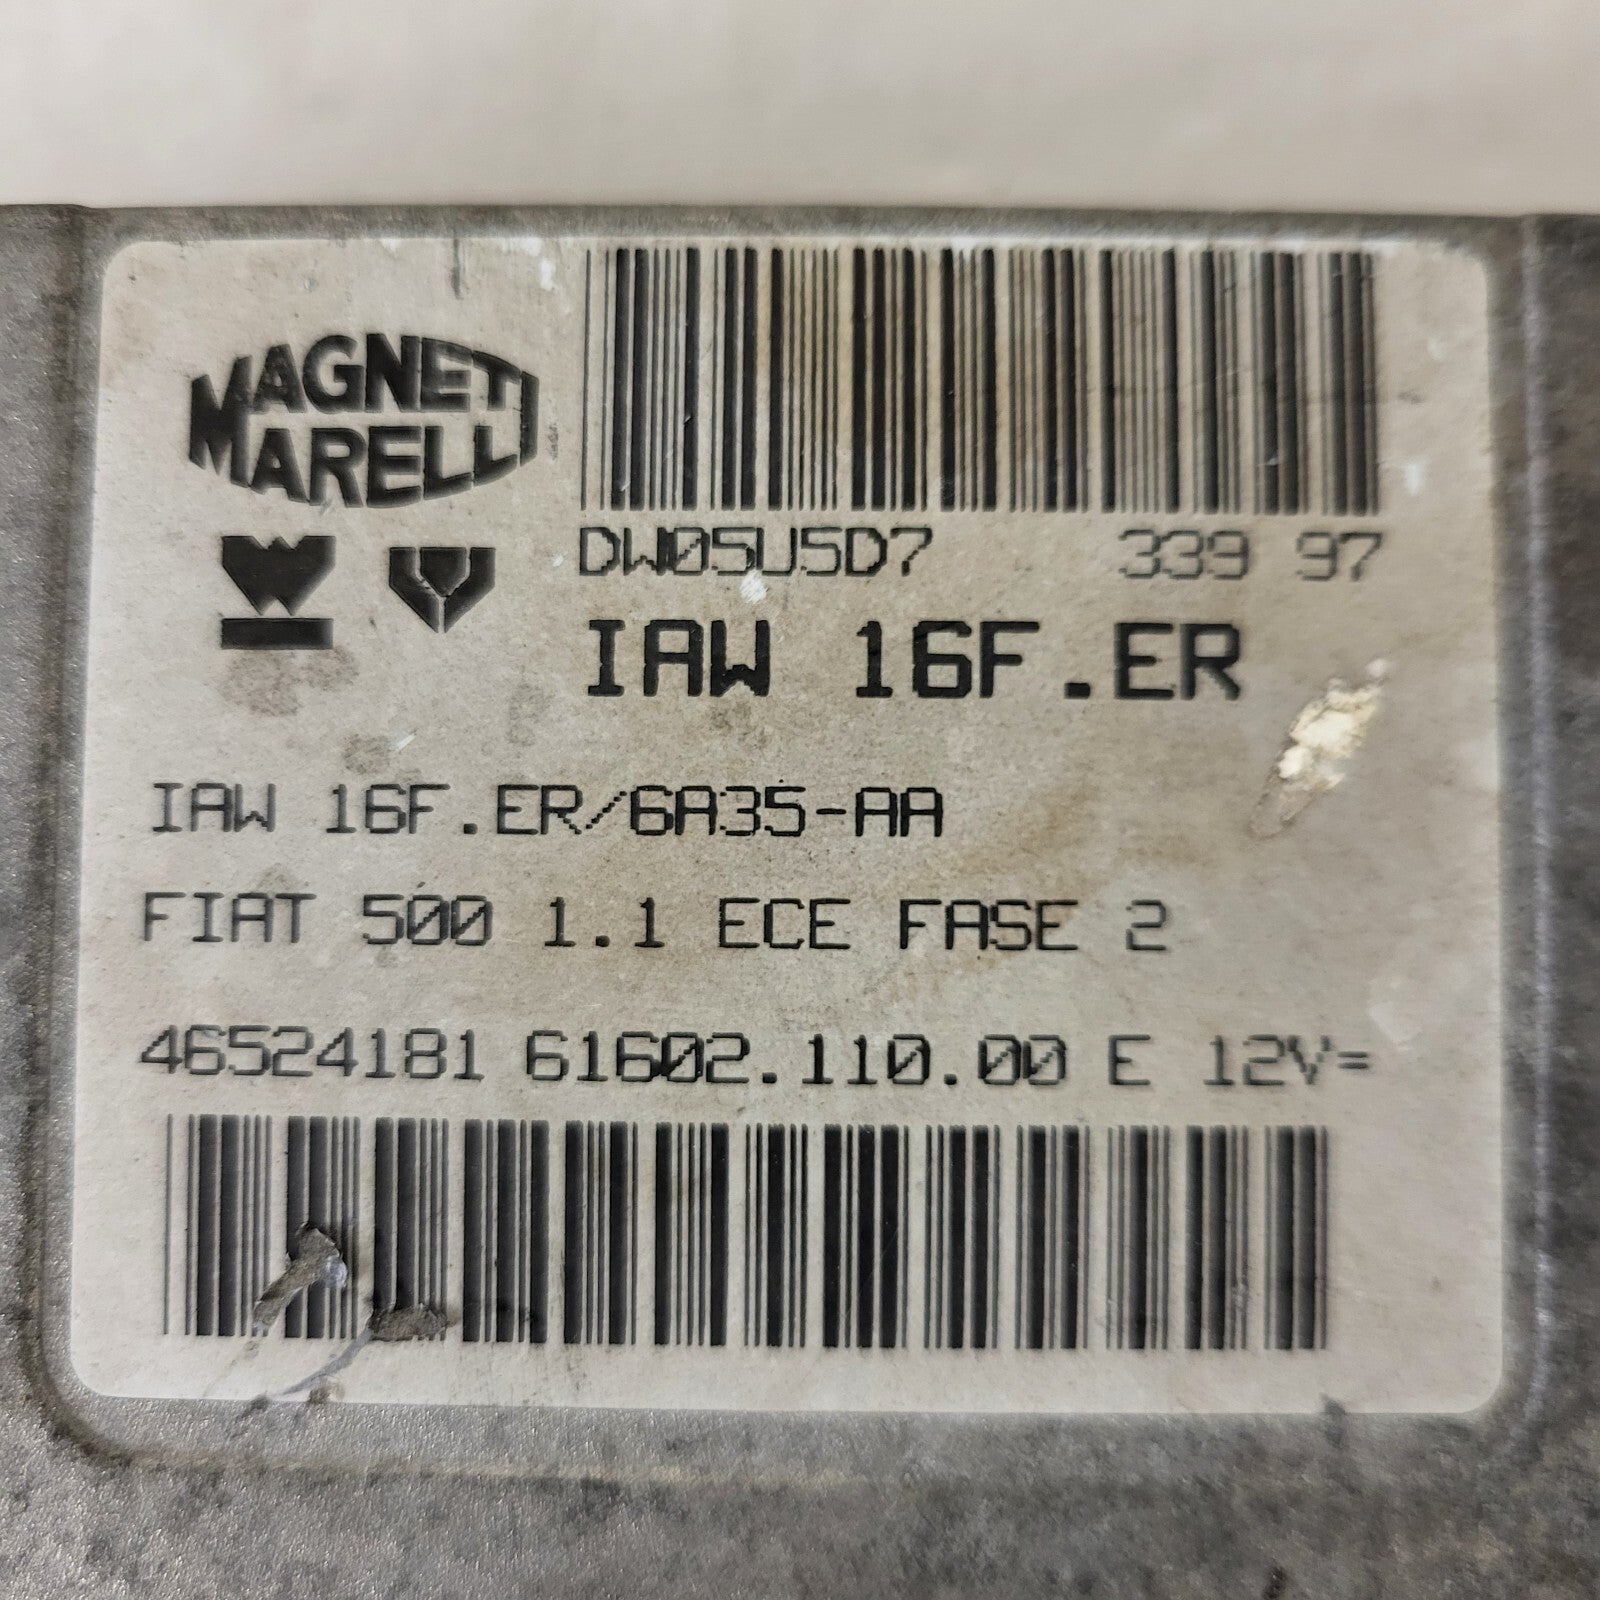 MAGNETI
MARELLI
DW05U5D7 339 97
IAW 16F.ER
IAW 16F.ER/6A35-AA
FIAT 500 1.1 ECE FASE 2
46524181 61602.110.00 E 12V=